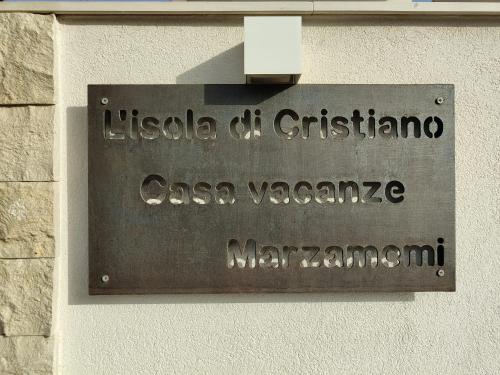 L'isola di Cristiano
Casa vacanze
Marzamemi